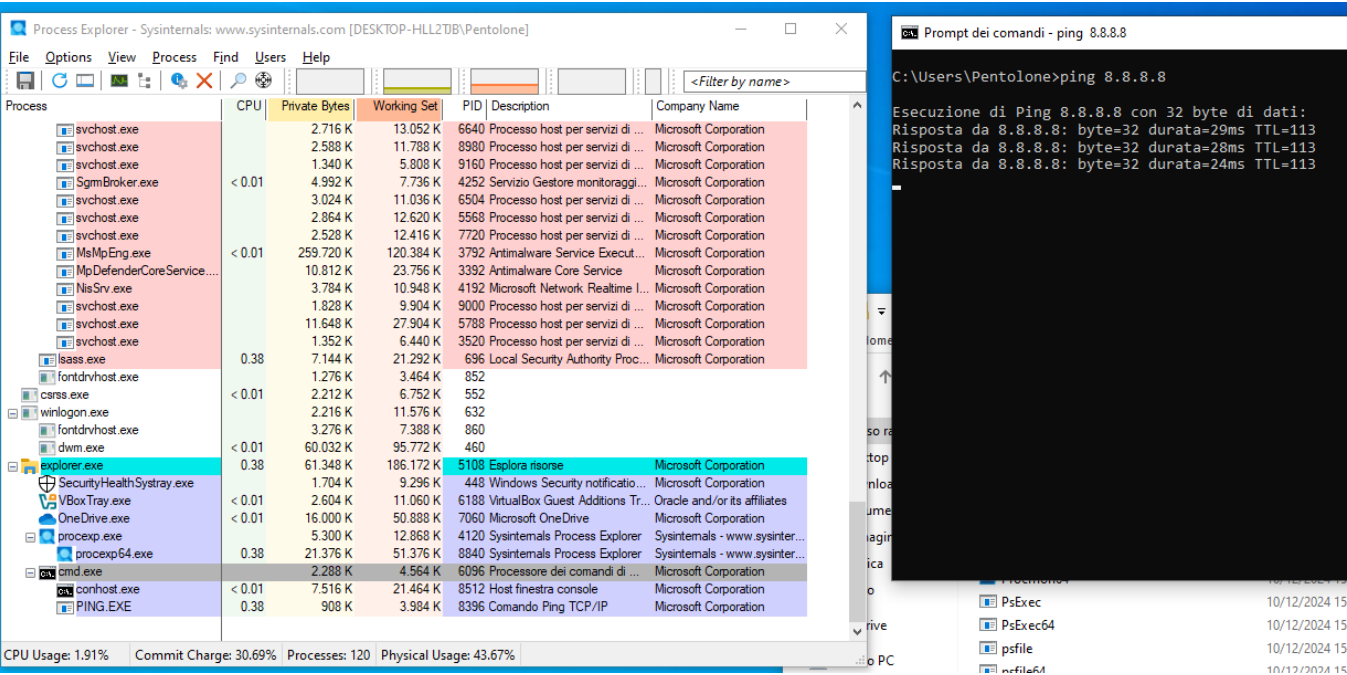 Process Explorer - Sysinternals: www.sysinternals.com [DESKTOP-HLL2TJB\Pentolone]
File Options View Process Find Users Help
<Filter by name>
Process CPU Private Bytes Working Set PID Description Company Name
svchost.exe 2.716 K 13.052 K 6640 Processo host per servizi di ... Microsoft Corporation
svchost.exe 2.588 K 11.788 K 8980 Processo host per servizi di ... Microsoft Corporation
svchost.exe 1.340 K 5.808 K 9160 Processo host per servizi di ... Microsoft Corporation
SgrmBroker.exe < 0.01 4.992 K 7.736 K 4252 Servizio Gestore monitoraggi... Microsoft Corporation
svchost.exe 3.024 K 11.036 K 6504 Processo host per servizi di ... Microsoft Corporation
svchost.exe 2.864 K 12.620 K 5568 Processo host per servizi di ... Microsoft Corporation
svchost.exe 2.528 K 12.416 K 7720 Processo host per servizi di ... Microsoft Corporation
MsMpEng.exe < 0.01 259.720 K 120.384 K 3792 Antimalware Service Execut... Microsoft Corporation
MpDefenderCoreService.... 10.812 K 23.756 K 3392 Antimalware Core Service Microsoft Corporation
NisSrv.exe 3.784 K 10.948 K 4192 Microsoft Network Realtime I... Microsoft Corporation
svchost.exe 1.828 K 9.904 K 9000 Processo host per servizi di ... Microsoft Corporation
svchost.exe 11.648 K 27.904 K 5788 Processo host per servizi di ... Microsoft Corporation
svchost.exe 1.352 K 6.440 K 3520 Processo host per servizi di ... Microsoft Corporation
lsass.exe 0.38 7.144 K 21.292 K 696 Local Security Authority Proc... Microsoft Corporation
fontdrvhost.exe 1.276 K 3.464 K 852
csrss.exe < 0.01 2.212 K 6.752 K 552
winlogon.exe 2.216 K 11.576 K 632
fontdrvhost.exe 3.276 K 7.388 K 860
dwm.exe < 0.01 60.032 K 95.772 K 460
explorer.exe 0.38 61.348 K 186.172 K 5108 Esplora risorse Microsoft Corporation
SecurityHealthSystray.exe 1.704 K 9.296 K 448 Windows Security notificatio... Microsoft Corporation
VBoxTray.exe < 0.01 2.604 K 11.060 K 6188 VirtualBox Guest Additions Tr... Oracle and/or its affiliates
OneDrive.exe < 0.01 16.000 K 50.888 K 7060 Microsoft OneDrive Microsoft Corporation
procexp.exe 5.300 K 12.868 K 4120 Sysinternals Process Explorer Sysinternals - www.sysinter...
procexp64.exe 0.38 21.376 K 51.376 K 8840 Sysinternals Process Explorer Sysinternals - www.sysinter...
cmd.exe 2.288 K 4.564 K 6096 Processore dei comandi di ... Microsoft Corporation
conhost.exe < 0.01 7.516 K 21.464 K 8512 Host finestra console Microsoft Corporation
PING.EXE 0.38 908 K 3.984 K 8396 Comando Ping TCP/IP Microsoft Corporation
CPU Usage: 1.91% Commit Charge: 30.69% Processes: 120 Physical Usage: 43.67%
Prompt dei comandi - ping 8.8.8.8
C:\Users\Pentolone>ping 8.8.8.8
Esecuzione di Ping 8.8.8.8 con 32 byte di dati:
Risposta da 8.8.8.8: byte=32 durata=29ms TTL=113
Risposta da 8.8.8.8: byte=32 durata=28ms TTL=113
Risposta da 8.8.8.8: byte=32 durata=24ms TTL=113
PsExec 10/12/2024 15
PsExec64 10/12/2024 15
psfile 10/12/2024 15
psfile64 10/12/2024 15
o PC